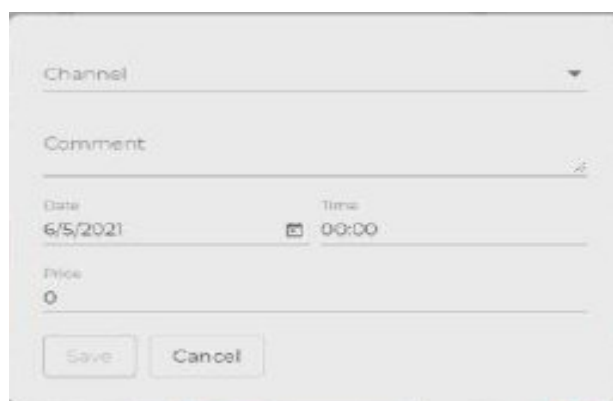 Channel
Comment
Date Time
6/5/2021 00:00
Price
0
Save Cancel